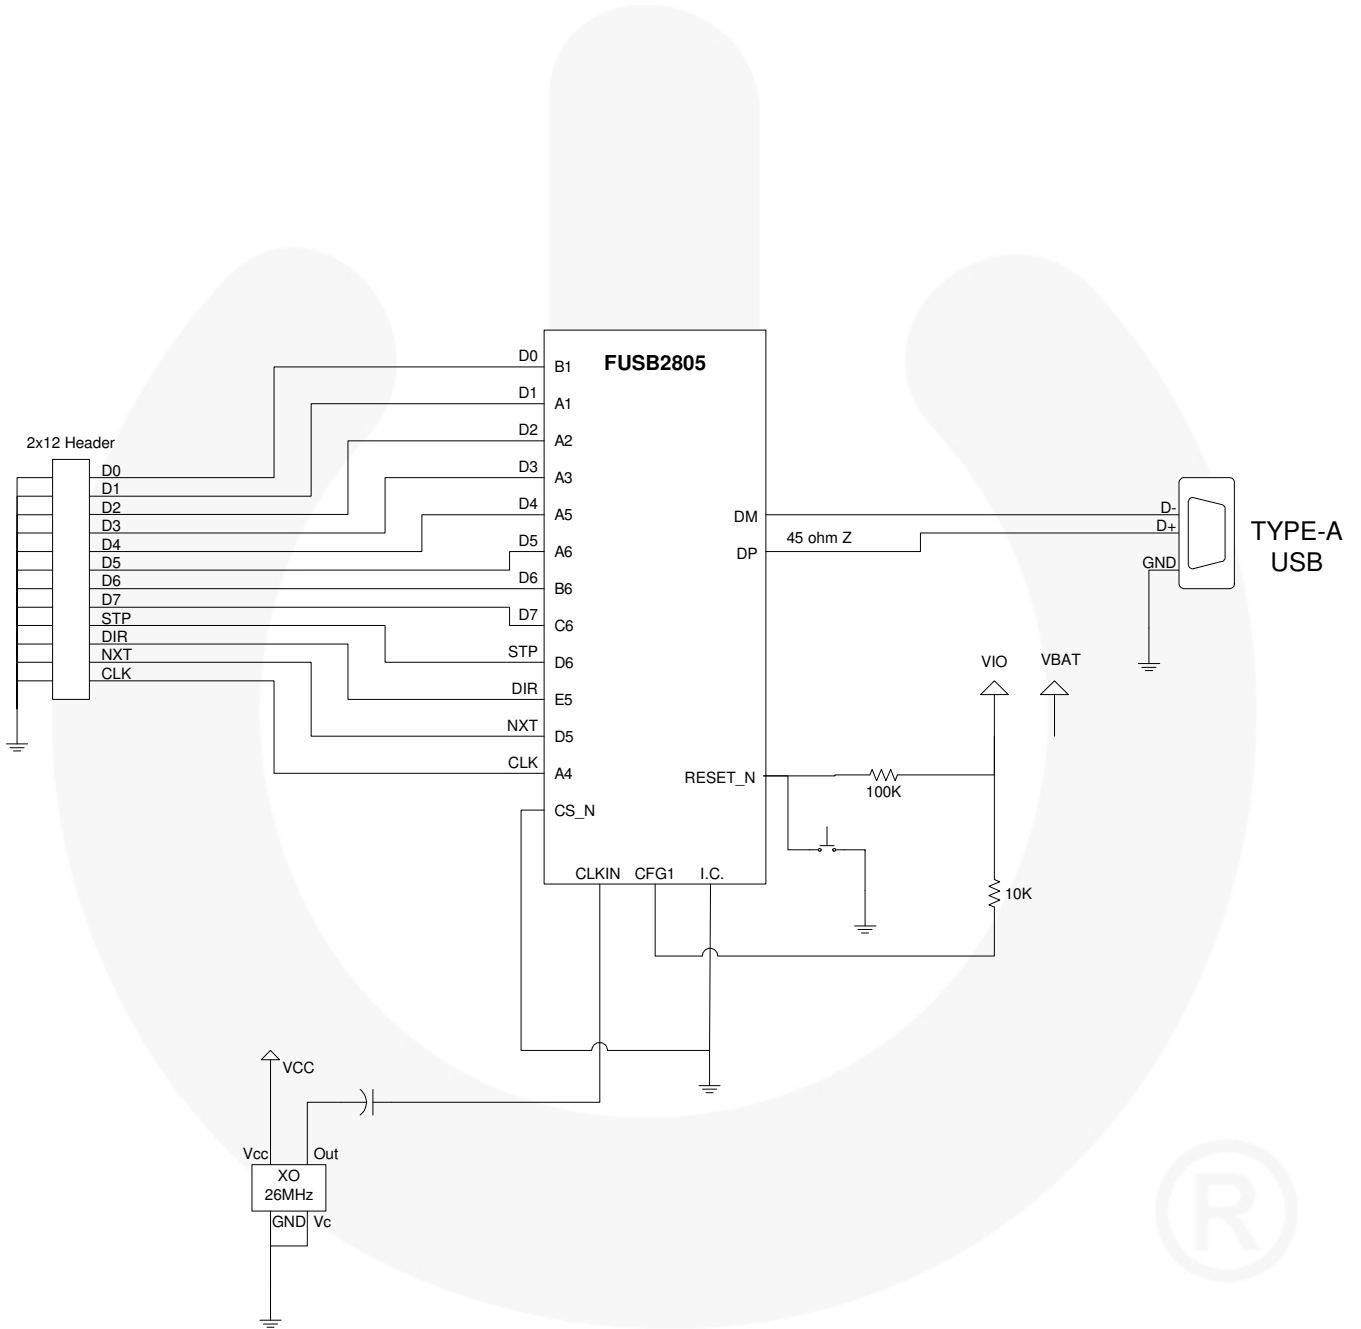 FUSB2805
2x12 Header
D0
D1
D2
D3
D4
D5
D6
D7
STP
DIR
NXT
CLK
D0
B1
D1
A1
D2
A2
D3
A3
D4
A5
D5
A6
D6
B6
D7
C6
STP
D6
DIR
E5
NXT
D5
CLK
A4
CS_N
CLKIN
CFG1
I.C.
DM
DP
45 ohm Z
RESET_N
D-
D+
GND
TYPE-A
USB
VIO
VBAT
100K
10K
VCC
Vcc
Out
XO
26MHz
GND
Vc
R